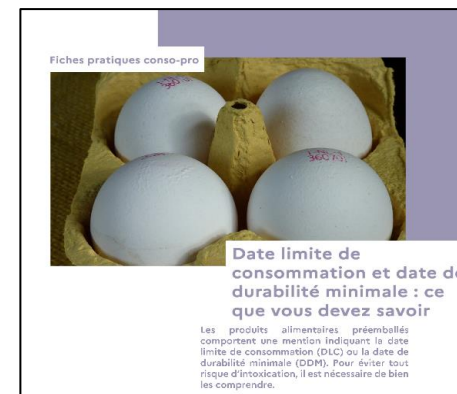 Fiches pratiques conso-pro
Date limite de
consommation et date de
durabilité minimale : ce
que vous devez savoir
Les produits alimentaires préemballés
comportent une mention indiquant la date
limite de consommation (DLC) ou la date de
durabilité minimale (DDM). Pour éviter tout
risque d'intoxication, il est nécessaire de bien
les comprendre.